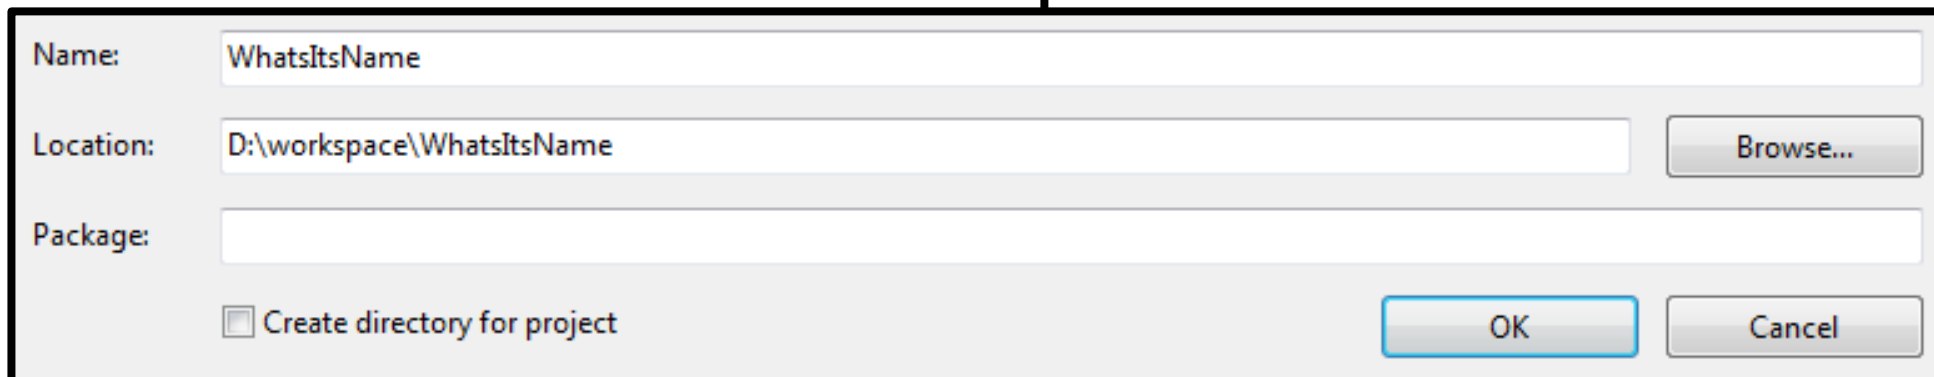 Name: WhatsItsName
Location: D:\workspace\WhatsItsName Browse...
Package:
Create directory for project OK Cancel